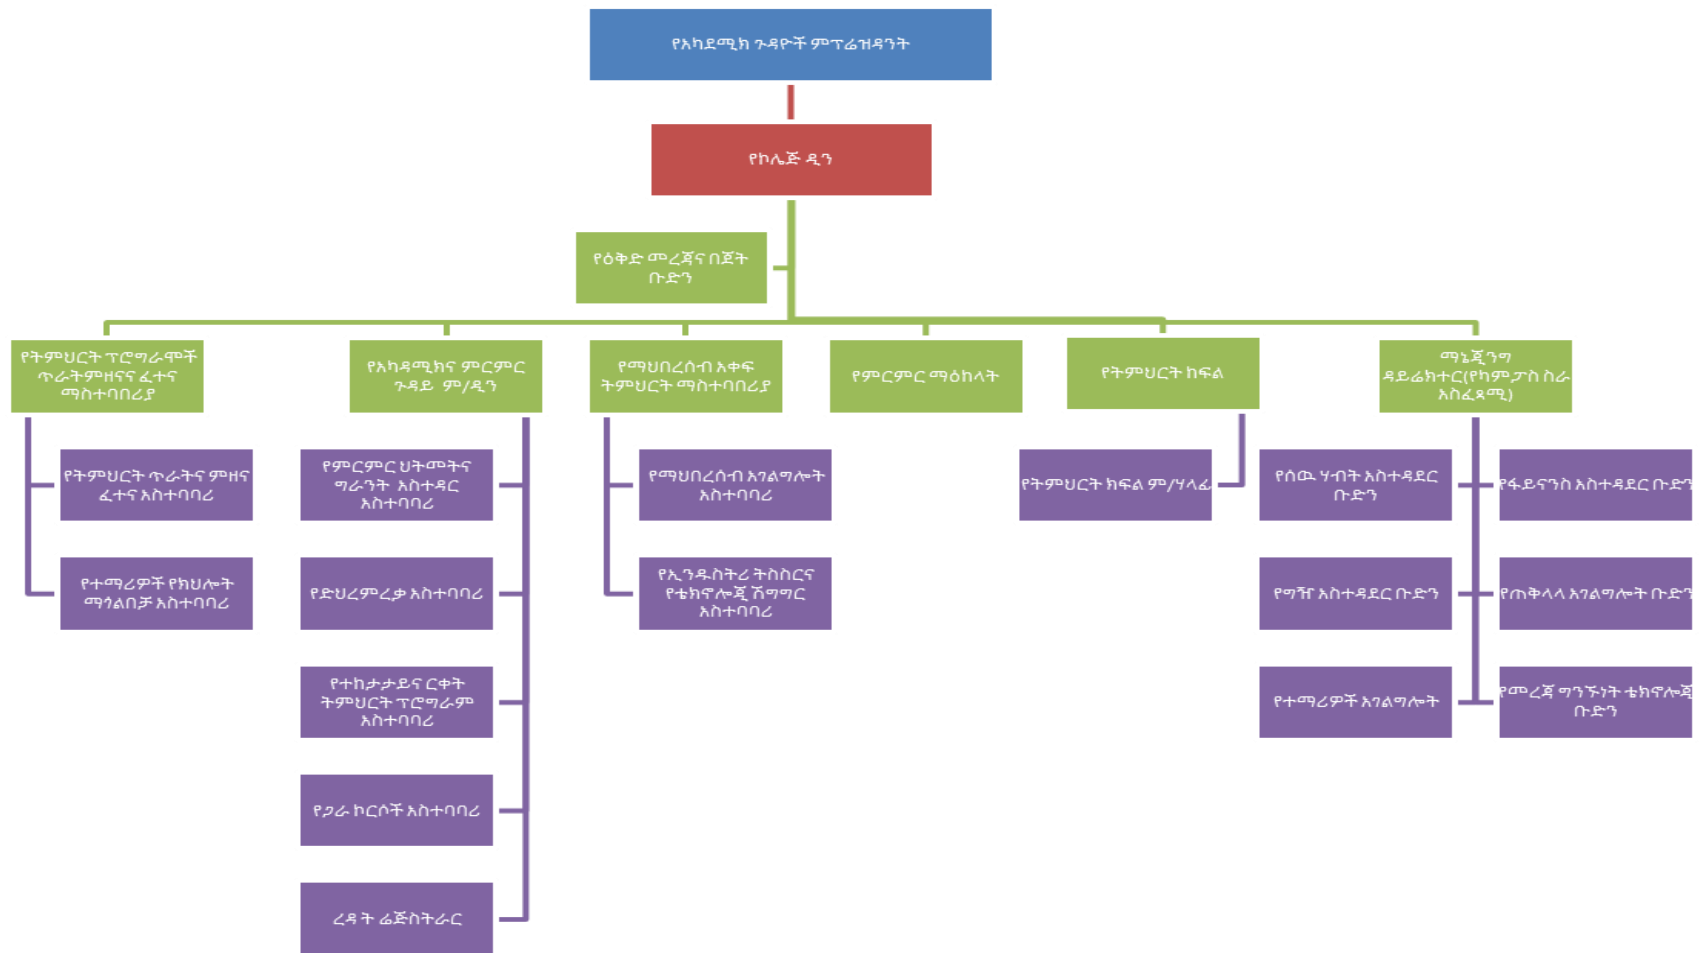 የአካደሚክ ጉዳዮች ምፕሬዝዳንት
የኮሌጅ ዲን
የዕቅድ መረጃና በጀት
ቡድን
የትምህርት ፕሮግራሞች
ጥራትምዘናና ፈተና
ማስተባበሪያ
የአካዳሚክና ምርምር
ጉዳይ ም/ዲን
የማህበረሰብ አቀፍ
ትምህርት ማስተባበሪያ
የምርምር ማዕከላት
የትምህርት ከፍል
ማኔጂንግ
ዳይሬክተር(የካምፓስ ስራ
አስፈጻሚ)
የትምህርት ጥራትና ምዘና
ፈተና አስተባባሪ
የተማሪዎች የክህሎት
ማጎልበቻ አስተባባሪ
የምርምር ህትመትና
ግራንት አስተዳር
አስተባባሪ
የድህረምረቃ አስተባባሪ
የተከታታይና ርቀት
ትምህርት ፕሮግራም
አስተባባሪ
የጋራ ኮርሶች አስተባባሪ
ረዳት ሬጅስትራር
የማህበረሰብ አገልግሎት
አስተባባሪ
የኢንዱስትሪ ትስስርና
የቴክኖሎጂ ሽግግር
አስተባባሪ
የትምህርት ክፍል ም/ሃላፊ
የሰዉ ሃብት አስተዳደር
ቡድን
የፋይናንስ አስተዳደር ቡድን
የግዥ አስተዳደር ቡድን
የጠቅላላ አገልግሎት ቡድን
የተማሪዎች አገልግሎት
የመረጃ ግንኙነት ቴክኖሎጂ
ቡድን